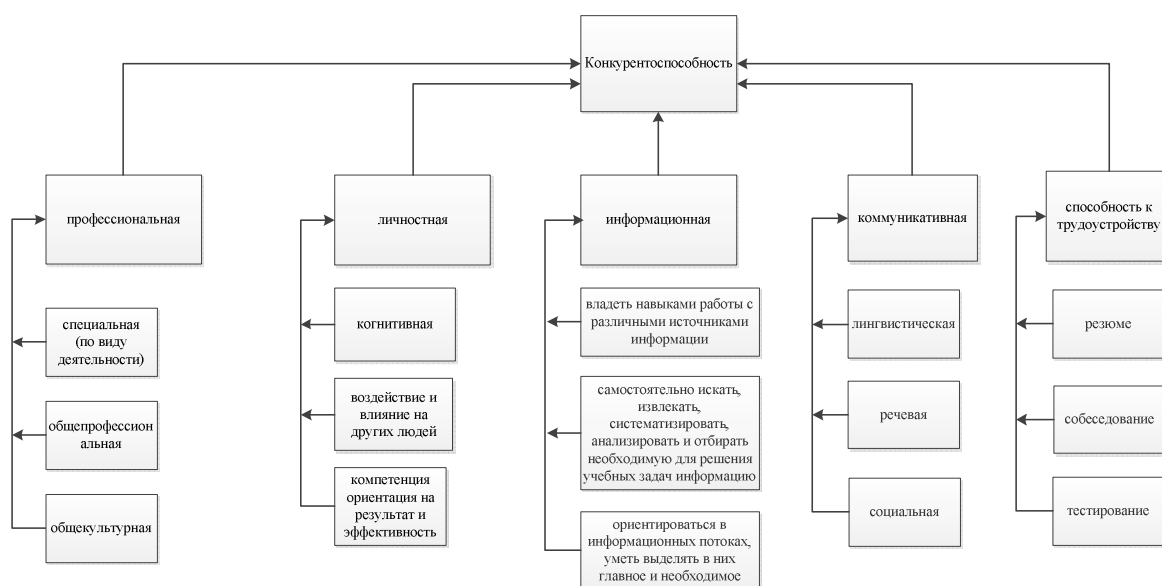 Конкурентоспособность
профессиональная
личностная
информационная
коммуникативная
способность к
трудоустройству
специальная
(по виду
деятельности)
общепрофессион
альная
общекультурная
когнитивная
воздействие и
влияние на
других людей
компетенция
ориентация на
результат и
эффективность
владеть навыками работы с
различными источниками
информации
самостоятельно искать,
извлекать,
систематизировать,
анализировать и отбирать
необходимую для решения
учебных задач информацию
ориентироваться в
информационных потоках,
уметь выделять в них
главное и необходимое
лингвистическая
речевая
социальная
резюме
собеседование
тестирование